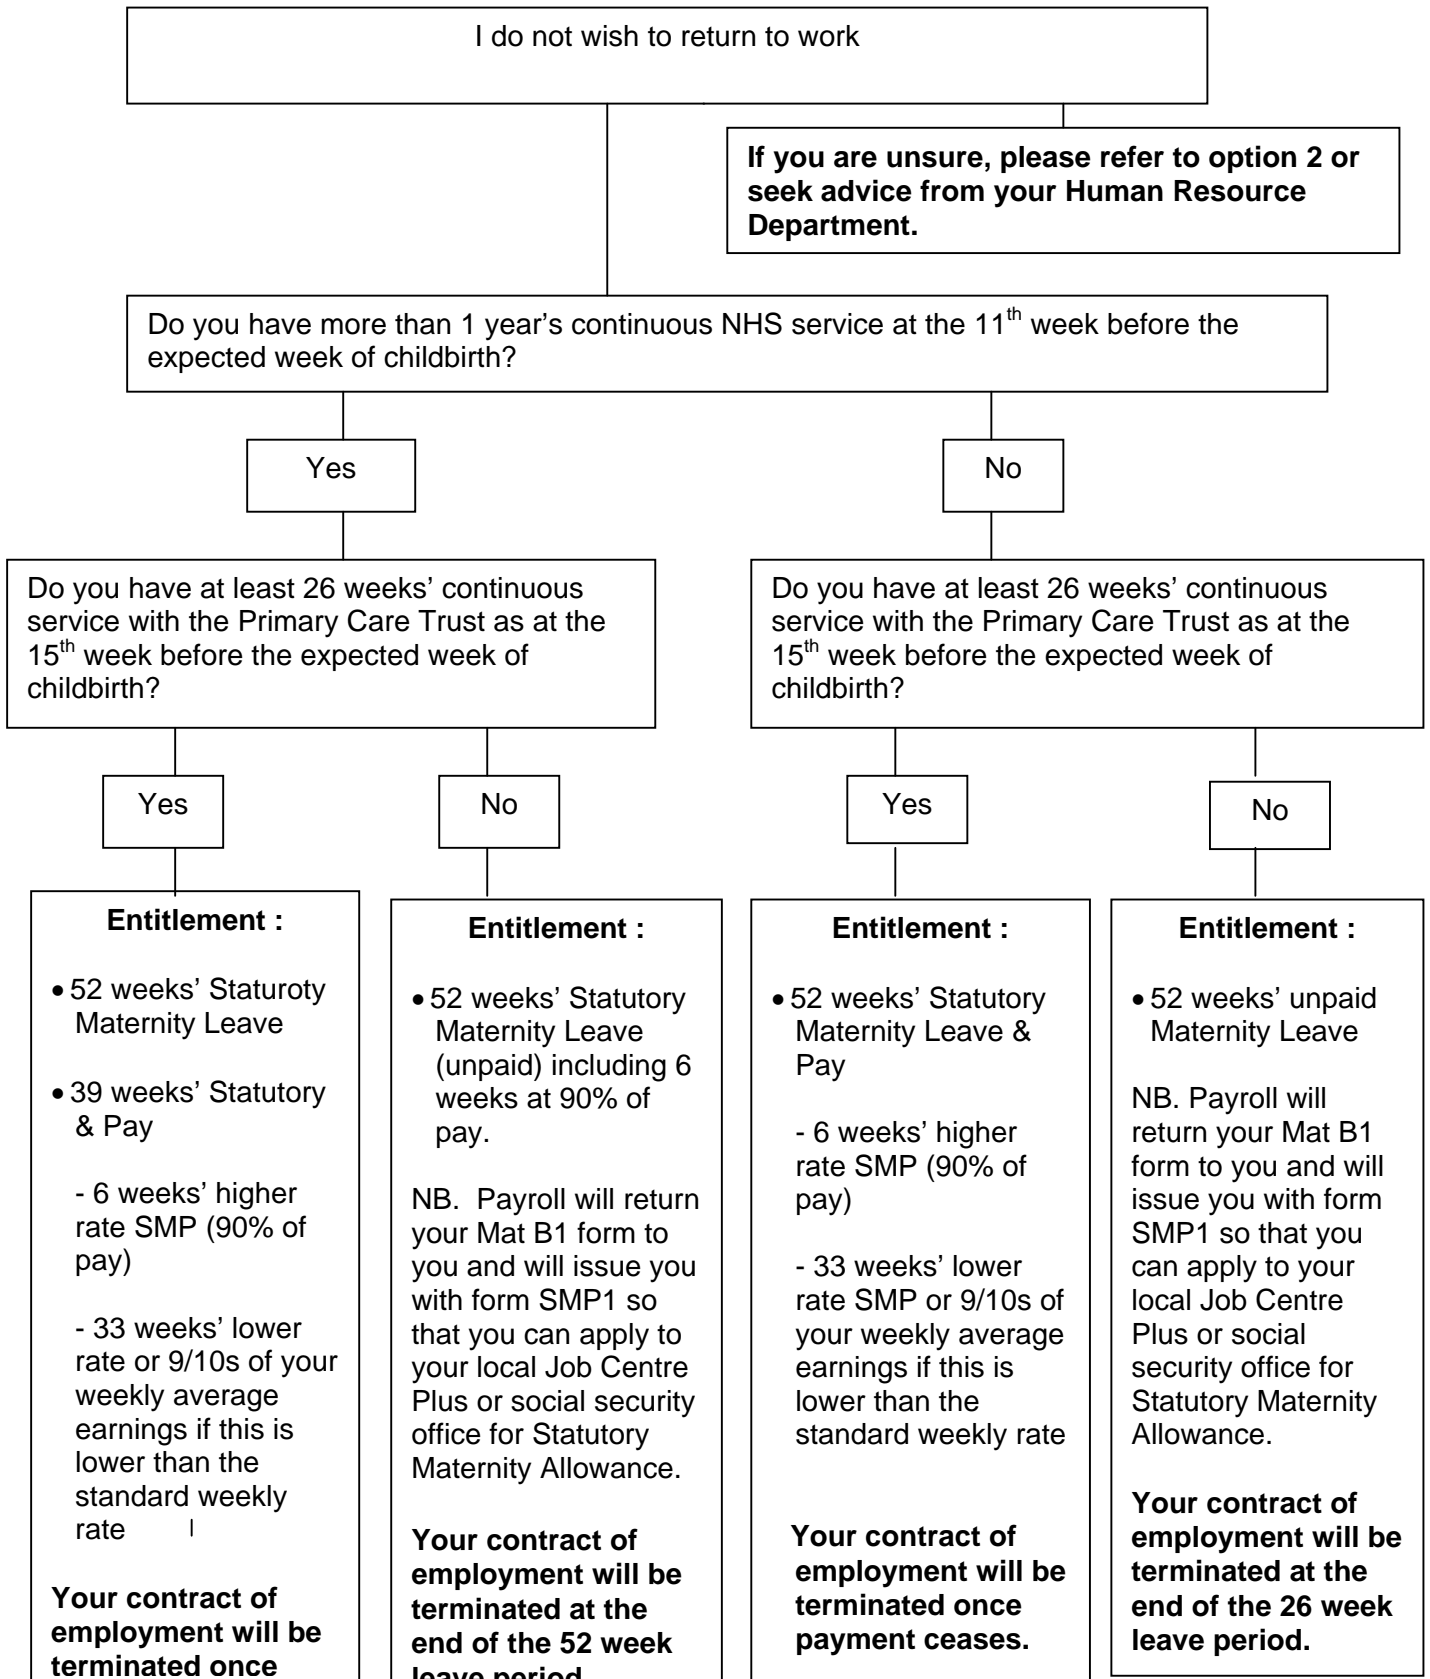 I do not wish to return to work
If you are unsure, please refer to option 2 or
seek advice from your Human Resource
Department.
Do you have more than 1 year's continuous NHS service at the 11th week before the
expected week of childbirth?
Yes
No
Do you have at least 26 weeks' continuous
service with the Primary Care Trust as at the
15th week before the expected week of
childbirth?
Do you have at least 26 weeks' continuous
service with the Primary Care Trust as at the
15th week before the expected week of
childbirth?
Yes
No
Yes
No
Entitlement :
• 52 weeks' Staturoty
Maternity Leave
• 39 weeks' Statutory
& Pay
- 6 weeks' higher
rate SMP (90% of
pay)
- 33 weeks' lower
rate or 9/10s of your
weekly average
earnings if this is
lower than the
standard weekly
rate
Your contract of
employment will be
terminated once
Entitlement :
• 52 weeks' Statutory
Maternity Leave
(unpaid) including 6
weeks at 90% of
pay.
NB. Payroll will return
your Mat B1 form to
you and will issue you
with form SMP1 so
that you can apply to
your local Job Centre
Plus or social security
office for Statutory
Maternity Allowance.
Your contract of
employment will be
terminated at the
end of the 52 week
leave period
Entitlement :
• 52 weeks' Statutory
Maternity Leave &
Pay
- 6 weeks' higher
rate SMP (90% of
pay)
- 33 weeks' lower
rate SMP or 9/10s of
your weekly average
earnings if this is
lower than the
standard weekly rate
Your contract of
employment will be
terminated once
payment ceases.
Entitlement :
• 52 weeks' unpaid
Maternity Leave
NB. Payroll will
return your Mat B1
form to you and will
issue you with form
SMP1 so that you
can apply to your
local Job Centre
Plus or social
security office for
Statutory Maternity
Allowance.
Your contract of
employment will be
terminated at the
end of the 26 week
leave period.